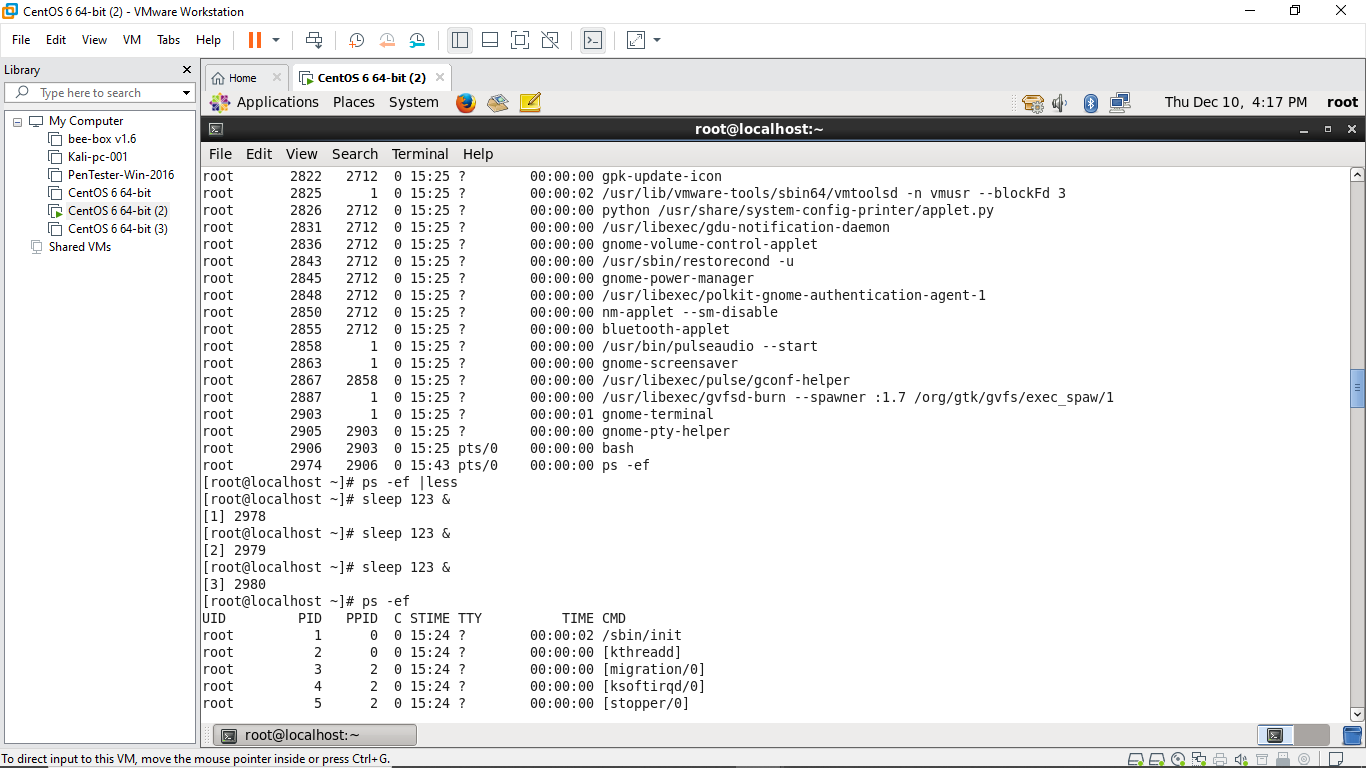 CentOS 6 64-bit (2) - VMware Workstation
File Edit View VM Tabs Help
Library
Type here to search
My Computer
bee-box v1.6
Kali-pc-001
PenTester-Win-2016
CentOS 6 64-bit
CentOS 6 64-bit (2)
CentOS 6 64-bit (3)
Shared VMs
Home
CentOS 6 64-bit (2)
Applications Places System
Thu Dec 10, 4:17 PM root
root@localhost:~
File Edit View Search Terminal Help
root 2822 2712 0 15:25 ? 00:00:00 gpk-update-icon
root 2825 1 0 15:25 ? 00:00:02 /usr/lib/vmware-tools/sbin64/vmtoolsd -n vmusr --blockFd 3
root 2826 2712 0 15:25 ? 00:00:00 python /usr/share/system-config-printer/applet.py
root 2831 2712 0 15:25 ? 00:00:00 /usr/libexec/gdu-notification-daemon
root 2836 2712 0 15:25 ? 00:00:00 gnome-volume-control-applet
root 2843 2712 0 15:25 ? 00:00:00 /usr/sbin/restorecond -u
root 2845 2712 0 15:25 ? 00:00:00 gnome-power-manager
root 2848 2712 0 15:25 ? 00:00:00 /usr/libexec/polkit-gnome-authentication-agent-1
root 2850 2712 0 15:25 ? 00:00:00 nm-applet --sm-disable
root 2855 2712 0 15:25 ? 00:00:00 bluetooth-applet
root 2858 1 0 15:25 ? 00:00:00 /usr/bin/pulseaudio --start
root 2863 1 0 15:25 ? 00:00:00 gnome-screensaver
root 2867 2858 0 15:25 ? 00:00:00 /usr/libexec/pulse/gconf-helper
root 2887 1 0 15:25 ? 00:00:00 /usr/libexec/gvfsd-burn --spawner :1.7 /org/gtk/gvfs/exec_spaw/1
root 2903 1 0 15:25 ? 00:00:01 gnome-terminal
root 2905 2903 0 15:25 ? 00:00:00 gnome-pty-helper
root 2906 2903 0 15:25 pts/0 00:00:00 bash
root 2974 2906 0 15:43 pts/0 00:00:00 ps -ef
[root@localhost ~]# ps -ef |less
[root@localhost ~]# sleep 123 &
[1] 2978
[root@localhost ~]# sleep 123 &
[2] 2979
[root@localhost ~]# sleep 123 &
[3] 2980
[root@localhost ~]# ps -ef
UID PID PPID C STIME TTY TIME CMD
root 1 0 0 15:24 ? 00:00:02 /sbin/init
root 2 0 0 15:24 ? 00:00:00 [kthreadd]
root 3 2 0 15:24 ? 00:00:00 [migration/0]
root 4 2 0 15:24 ? 00:00:00 [ksoftirqd/0]
root 5 2 0 15:24 ? 00:00:00 [stopper/0]
root@localhost:~
To direct input to this VM, move the mouse pointer inside or press Ctrl+G.